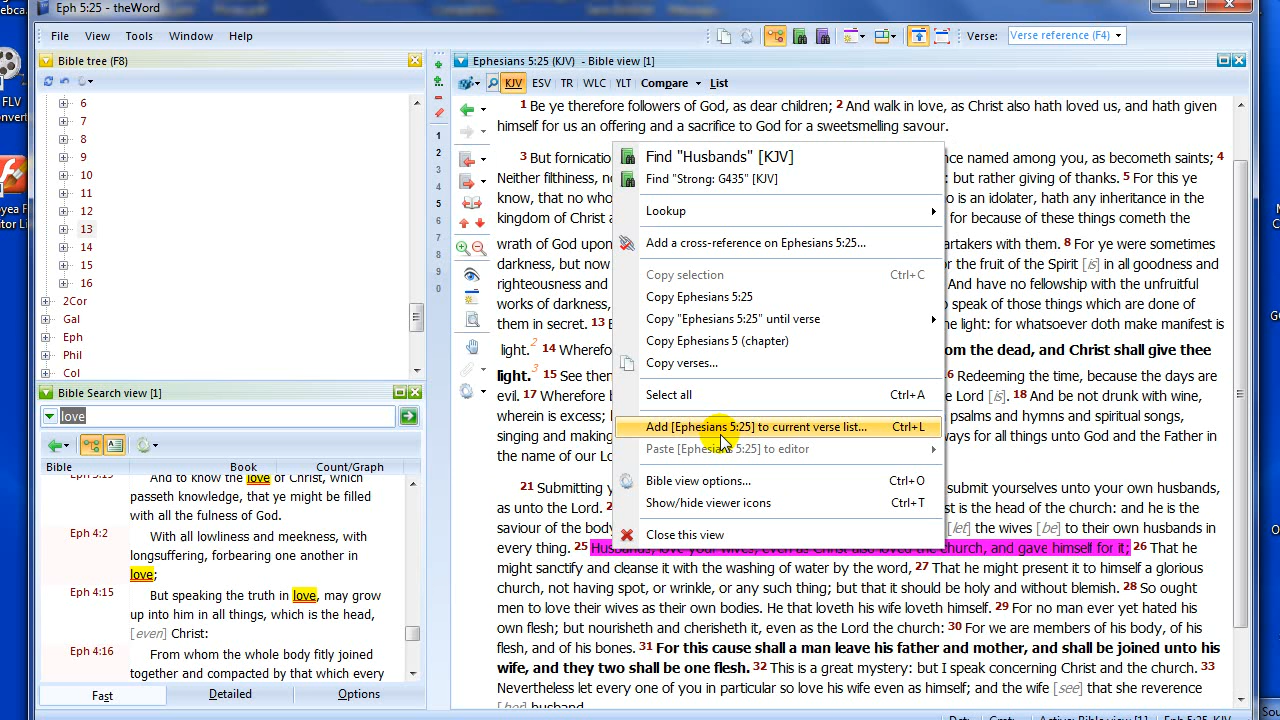 ebca...
Eph 5:25 - theWord
File View Tools Window Help
Verse: Verse reference (F4)
Bible tree (F8)
6
7
8
9
10
11
12
13
14
15
16
2Cor
Gal
Eph
Phil
Col
FLV
onvert
oyea F
litor Li
Bible Search view [1]
love
Bible Book Count/Graph
And to know the love of Christ, which
passeth knowledge, that ye might be filled
with all the fulness of God.
Eph 4:2 With all lowliness and meekness, with
longsuffering, forbearing one another in
love;
Eph 4:15 But speaking the truth in love, may grow
up into him in all things, which is the head,
[even] Christ:
Eph 4:16 From whom the whole body fitly joined
together and compacted by that which every
Fast Detailed Options
1
2
3
4
5
6
7
8
9
0
Ephesians 5:25 (KJV) - Bible view [1]
KJV ESV TR WLC YLT Compare List
1 Be ye therefore followers of God, as dear children; 2 And walk in love, as Christ also hath loved us, and hath given
himself for us an offering and a sacrifice to God for a sweetsmelling savour.
3 But fornicatio nce named among you, as becometh saints; 4
Neither filthiness, n : but rather giving of thanks. 5 For this ye
know, that no who is an idolater, hath any inheritance in the
kingdom of Christ for because of these things cometh the
wrath of God upon artakers with them. 8 For ye were sometimes
darkness, but now r the fruit of the Spirit [is] in all goodness and
righteousness and And have no fellowship with the unfruitful
works of darkness, speak of those things which are done of
them in secret. 13 the light: for whatsoever doth make manifest is
light. 2 14 Wherefo om the dead, and Christ shall give thee
light. 3 15 See then 6 Redeeming the time, because the days are
evil. 17 Wherefore e Lord [is]. 18 And be not drunk with wine,
wherein is excess; psalms and hymns and spiritual songs,
singing and making ways for all things unto God and the Father in
the name of our Lo
21 Submitting y submit yourselves unto your own husbands,
as unto the Lord. 2 st is the head of the church: and he is the
saviour of the body [let] the wives [be] to their own husbands in
every thing. 25 Husbands, love your wives, even as Christ also loved the church, and gave himself for it; 26 That he
might sanctify and cleanse it with the washing of water by the word, 27 That he might present it to himself a glorious
church, not having spot, or wrinkle, or any such thing; but that it should be holy and without blemish. 28 So ought
men to love their wives as their own bodies. He that loveth his wife loveth himself. 29 For no man ever yet hated his
own flesh; but nourisheth and cherisheth it, even as the Lord the church: 30 For we are members of his body, of his
flesh, and of his bones. 31 For this cause shall a man leave his father and mother, and shall be joined unto his
wife, and they two shall be one flesh. 32 This is a great mystery: but I speak concerning Christ and the church. 33
Nevertheless let every one of you in particular so love his wife even as himself; and the wife [see] that she reverence
[her] husband.
Find "Husbands" [KJV]
Find "Strong: G435" [KJV]
Lookup
Add a cross-reference on Ephesians 5:25...
Copy selection Ctrl+C
Copy Ephesians 5:25
Copy "Ephesians 5:25" until verse
Copy Ephesians 5 (chapter)
Copy verses...
Select all Ctrl+A
Add [Ephesians 5:25] to current verse list... Ctrl+L
Paste [Ephesians 5:25] to editor
Bible view options... Ctrl+O
Show/hide viewer icons Ctrl+T
Close this view